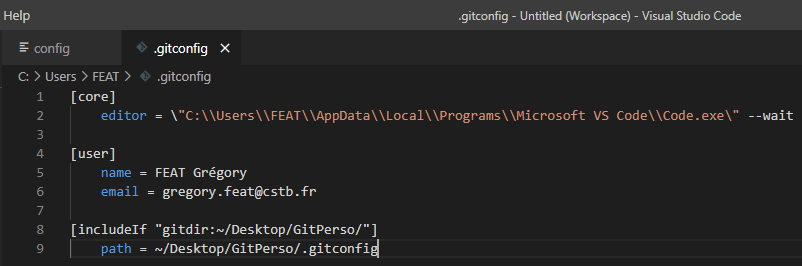 Help
.gitconfig - Untitled (Workspace) - Visual Studio Code
config
.gitconfig
C: > Users > FEAT > .gitconfig
1 [core]
2 editor = \"C:\\Users\\FEAT\\AppData\\Local\\Programs\\Microsoft VS Code\\Code.exe\" --wait
3
4 [user]
5 name = FEAT Grégory
6 email = gregory.feat@cstb.fr
7
8 [includeIf "gitdir:~/Desktop/GitPerso/"]
9 path = ~/Desktop/GitPerso/.gitconfig